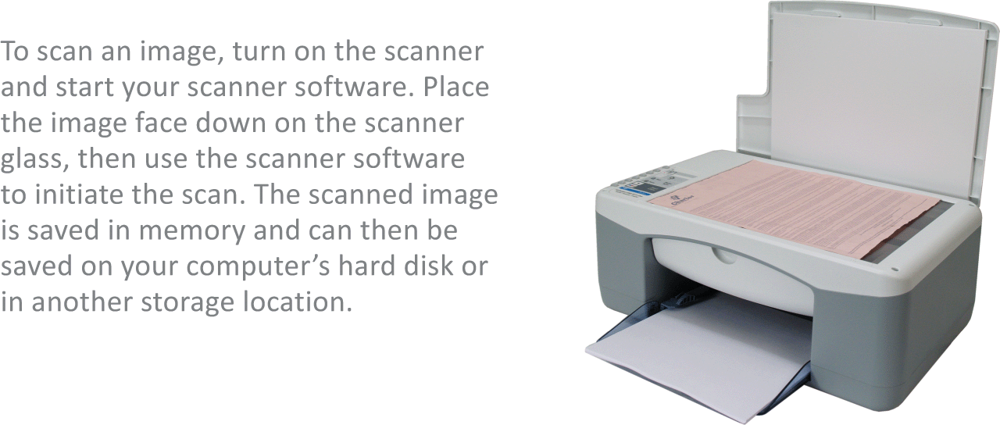 To scan an image, turn on the scanner
and start your scanner software. Place
the image face down on the scanner
glass, then use the scanner software
to initiate the scan. The scanned image
is saved in memory and can then be
saved on your computer’s hard disk or
in another storage location.